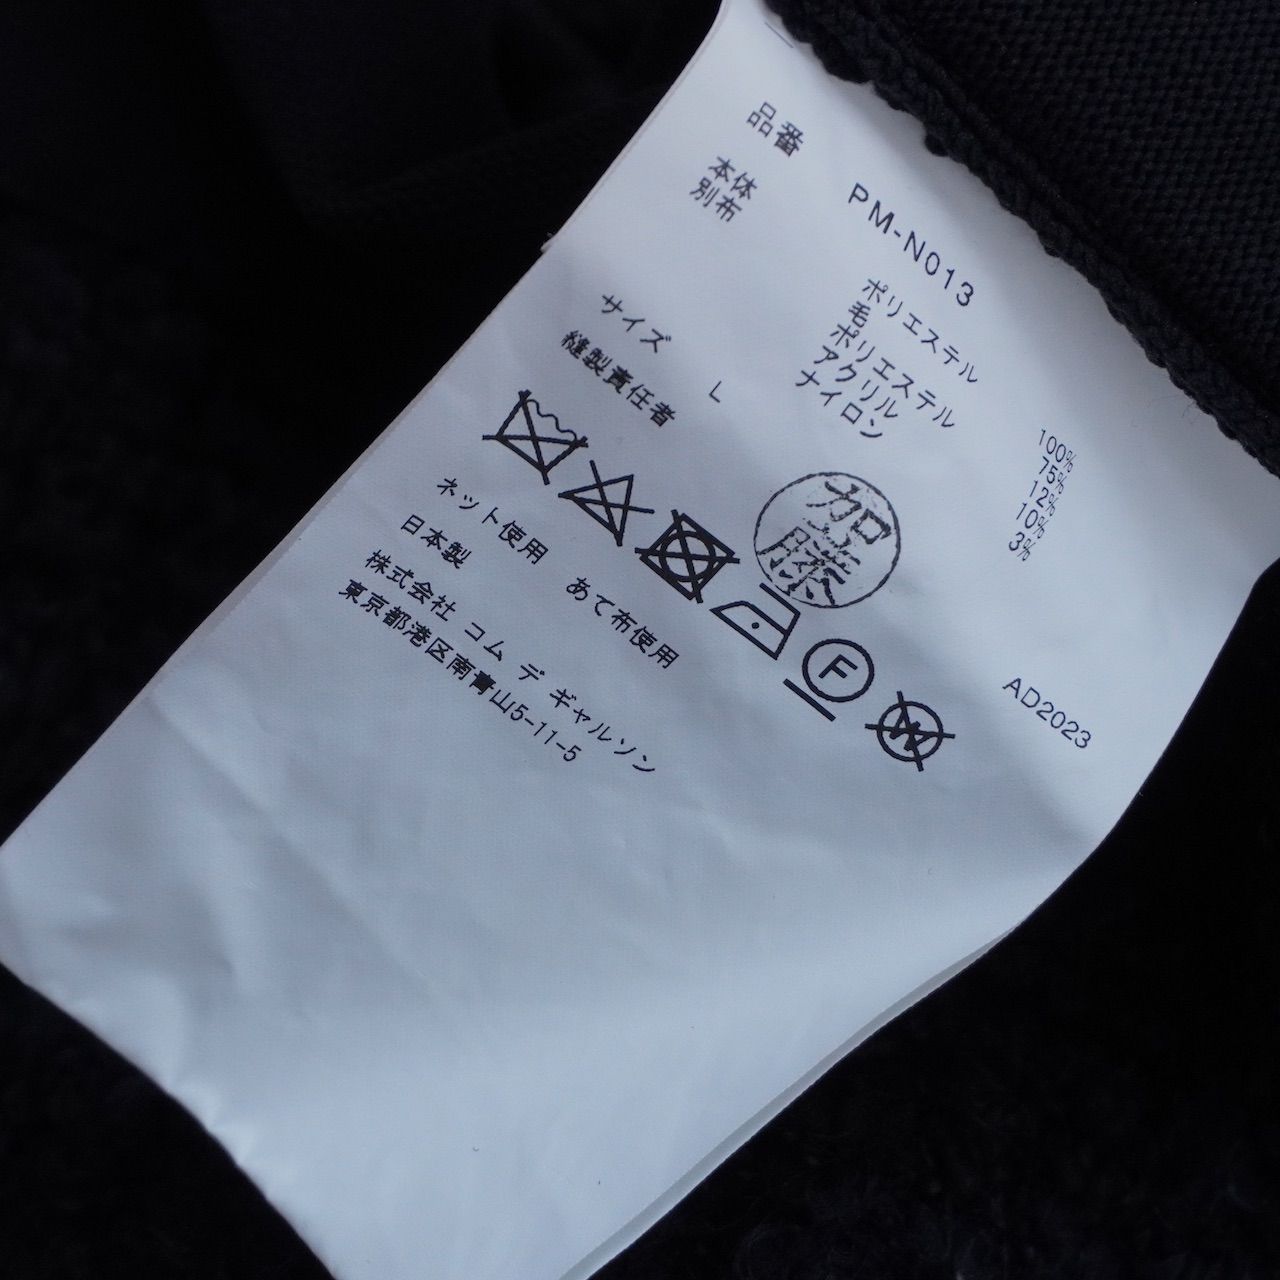 品番 PM-N013
本体 ポリエステル 100%
別布 毛 75%
ポリエステル 12%
アクリル 10%
ナイロン 3%
サイズ L
縫製責任者 加藤
F W
AD2023
ネット使用 あて布使用
日本製
株式会社 コム デ ギャルソン
東京都港区南青山5-11-5